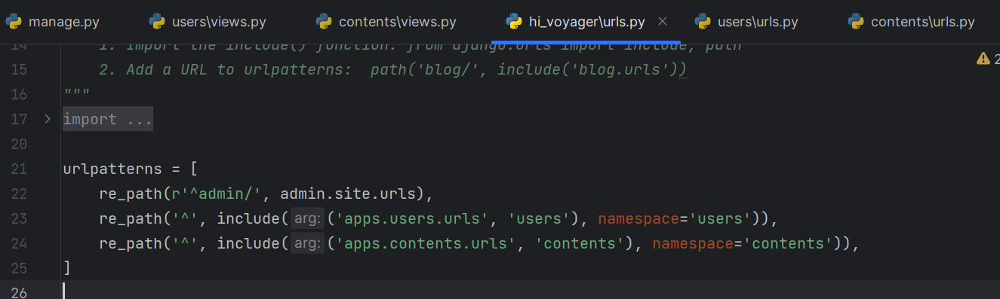 manage.py users\views.py contents\views.py hi_voyager\urls.py users\urls.py contents\urls.py
14 1. Import the include() function: from django.urls import include, path
2
15 2. Add a URL to urlpatterns:  path('blog/', include('blog.urls'))
16 """
17 import ...
20
21 urlpatterns = [
22 re_path(r'^admin/', admin.site.urls),
23 re_path('^', include(arg: ('apps.users.urls', 'users'), namespace='users')),
24 re_path('^', include(arg: ('apps.contents.urls', 'contents'), namespace='contents')),
25 ]
26